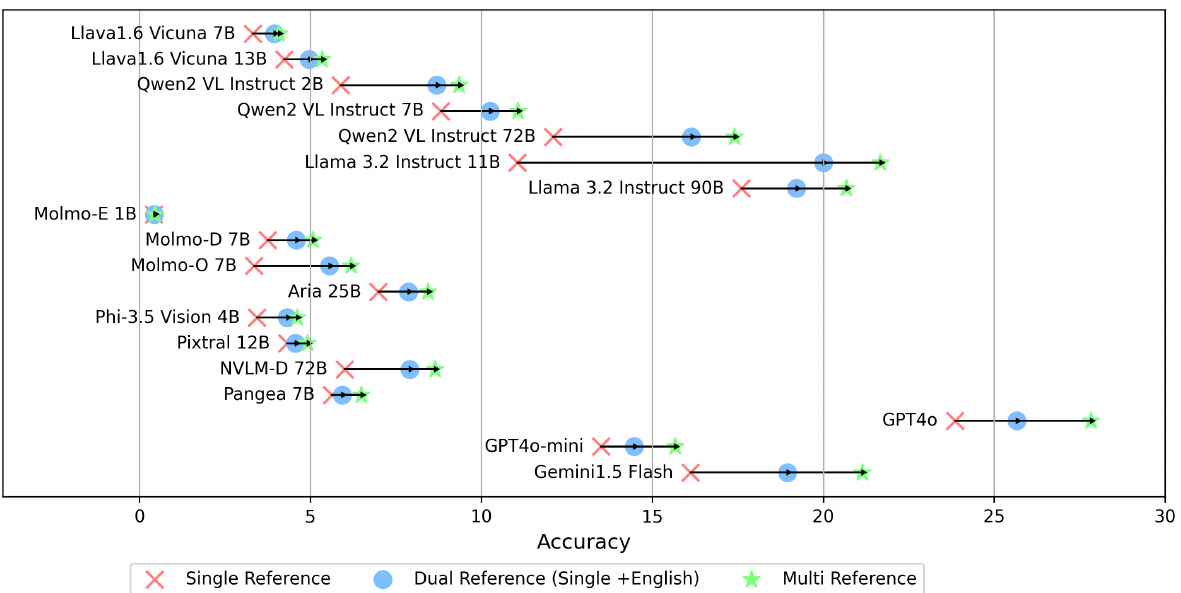 Llava1.6 Vicuna 7B
Llava1.6 Vicuna 13B
Qwen2 VL Instruct 2B
Qwen2 VL Instruct 7B
Qwen2 VL Instruct 72B
Llama 3.2 Instruct 11B
Llama 3.2 Instruct 90B
Molmo-E 1B
Molmo-D 7B
Molmo-O 7B
Aria 25B
Phi-3.5 Vision 4B
Pixtral 12B
NVLM-D 72B
Pangea 7B
GPT4o
GPT4o-mini
Gemini1.5 Flash
0 5 10 15 20 25 30
Accuracy
Single Reference Dual Reference (Single +English) Multi Reference